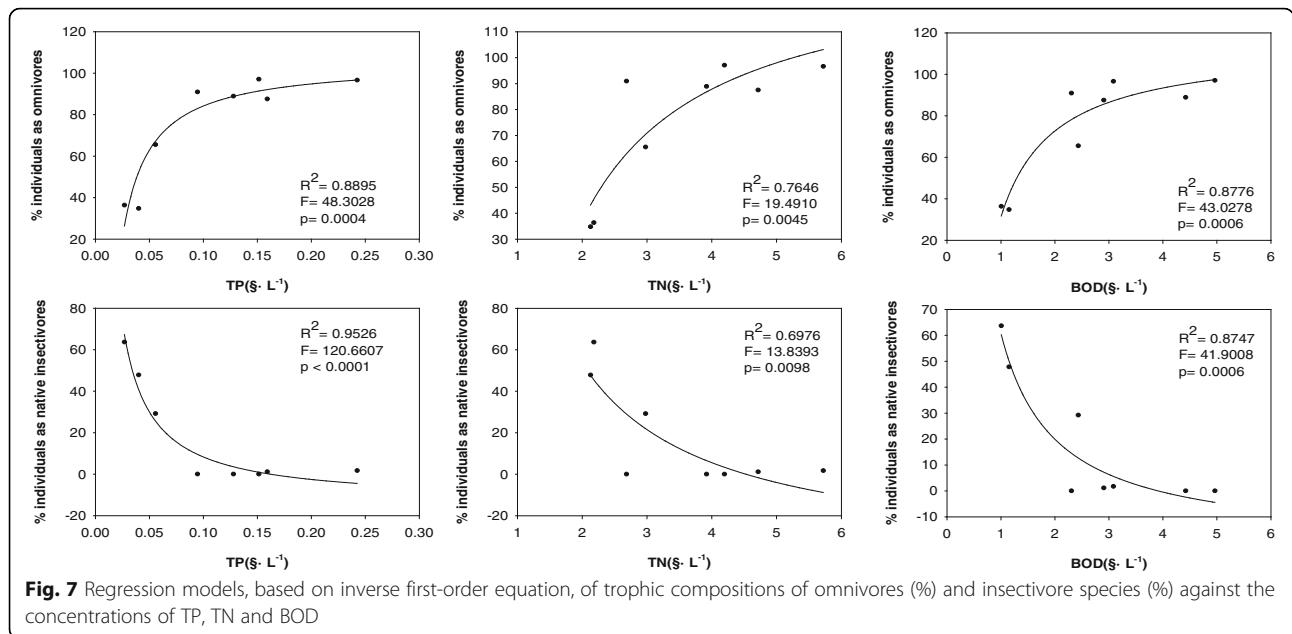 % individuals as omnivores
120
100
80
60
40
20
0.00 0.05 0.10 0.15 0.20 0.25 0.30
TP(§· L-1)
R2= 0.8895
F= 48.3028
p= 0.0004
% individuals as omnivores
110
100
90
80
70
60
50
40
30
1 2 3 4 5 6
TN(§· L-1)
R2= 0.7646
F= 19.4910
p= 0.0045
% individuals as omnivores
120
100
80
60
40
20
0 1 2 3 4 5 6
BOD(§· L-1)
R2= 0.8776
F= 43.0278
p= 0.0006
% individuals as native insectivores
80
60
40
20
0
-20
0.00 0.05 0.10 0.15 0.20 0.25 0.30
TP(§· L-1)
R2= 0.9526
F= 120.6607
p < 0.0001
% individuals as native insectivores
80
60
40
20
0
-20
1 2 3 4 5 6
TN(§· L-1)
R2= 0.6976
F= 13.8393
p= 0.0098
% individuals as native insectivores
70
60
50
40
30
20
10
0
-10
0 1 2 3 4 5 6
BOD(§· L-1)
R2= 0.8747
F= 41.9008
p= 0.0006
Fig. 7 Regression models, based on inverse first-order equation, of trophic compositions of omnivores (%) and insectivore species (%) against the
concentrations of TP, TN and BOD